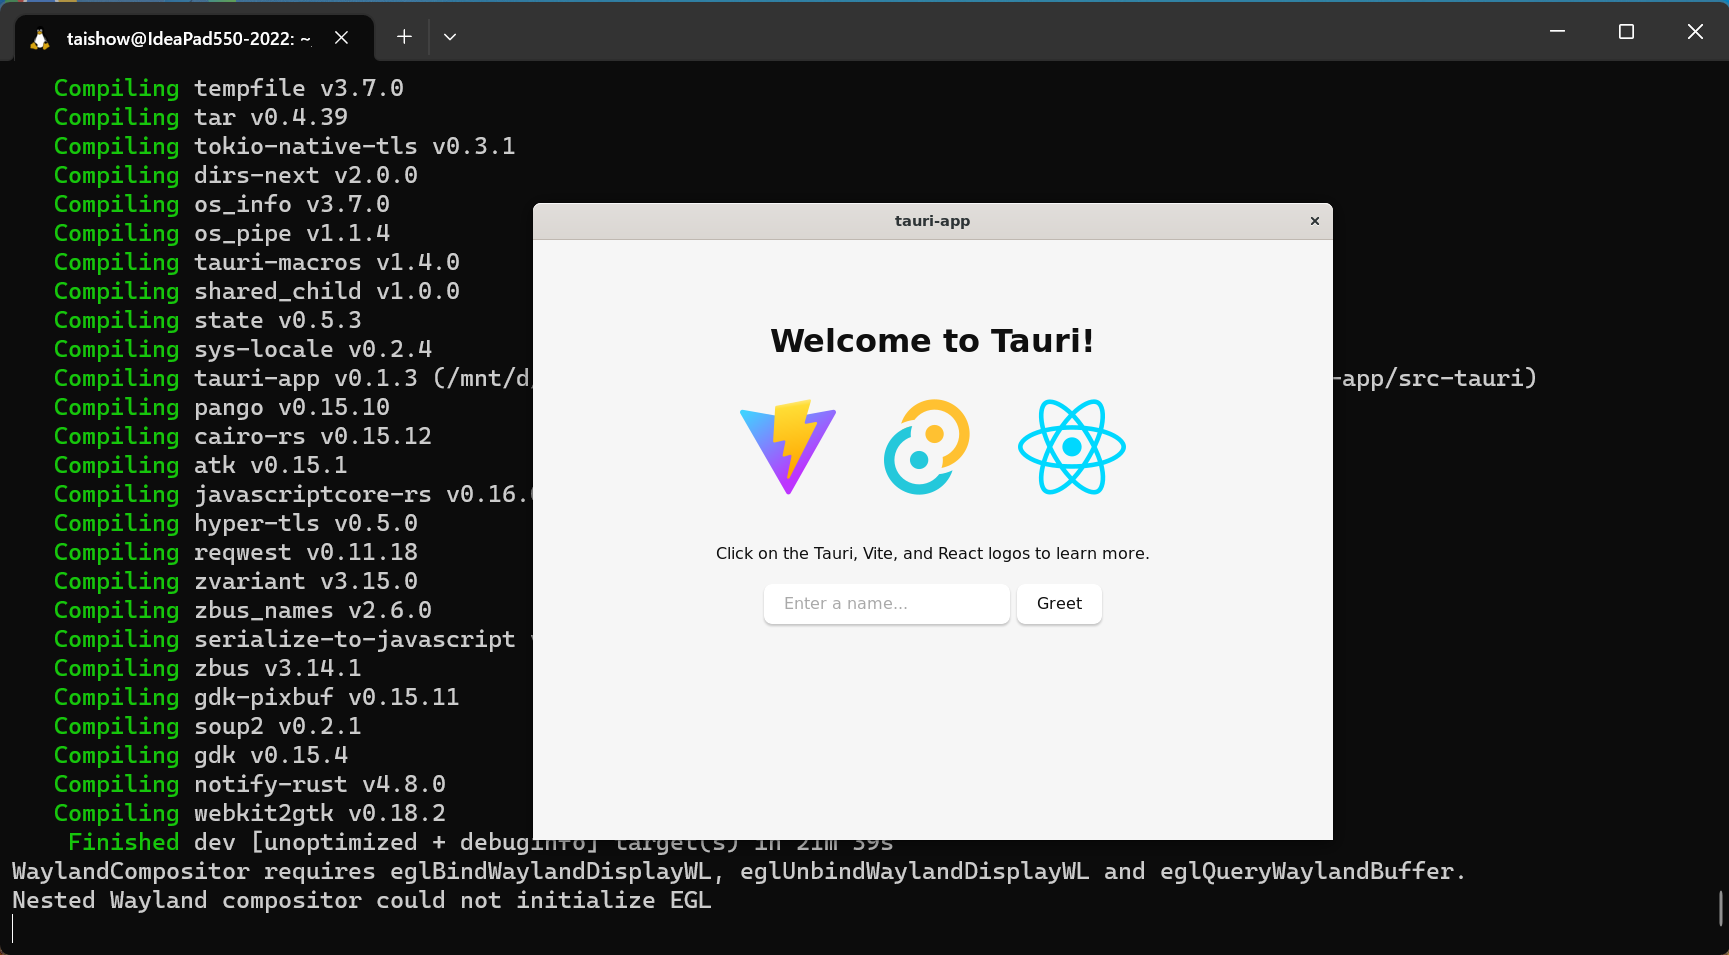 taishow@IdeaPad550-2022: ~
Compiling tempfile v3.7.0
Compiling tar v0.4.39
Compiling tokio-native-tls v0.3.1
Compiling dirs-next v2.0.0
Compiling os_info v3.7.0
Compiling os_pipe v1.1.4
Compiling tauri-macros v1.4.0
Compiling shared_child v1.0.0
Compiling state v0.5.3
Compiling sys-locale v0.2.4
Compiling tauri-app v0.1.3 (/mnt/d -app/src-tauri)
Compiling pango v0.15.10
Compiling cairo-rs v0.15.12
Compiling atk v0.15.1
Compiling javascriptcore-rs v0.16.
Compiling hyper-tls v0.5.0
Compiling reqwest v0.11.18
Compiling zvariant v3.15.0
Compiling zbus_names v2.6.0
Compiling serialize-to-javascript
Compiling zbus v3.14.1
Compiling gdk-pixbuf v0.15.11
Compiling soup2 v0.2.1
Compiling gdk v0.15.4
Compiling notify-rust v4.8.0
Compiling webkit2gtk v0.18.2
Finished dev [unoptimized + debuginfo] target(s) in 21m 39s
WaylandCompositor requires eglBindWaylandDisplayWL, eglUnbindWaylandDisplayWL and eglQueryWaylandBuffer.
Nested Wayland compositor could not initialize EGL
tauri-app
Welcome to Tauri!
Click on the Tauri, Vite, and React logos to learn more.
Enter a name...
Greet